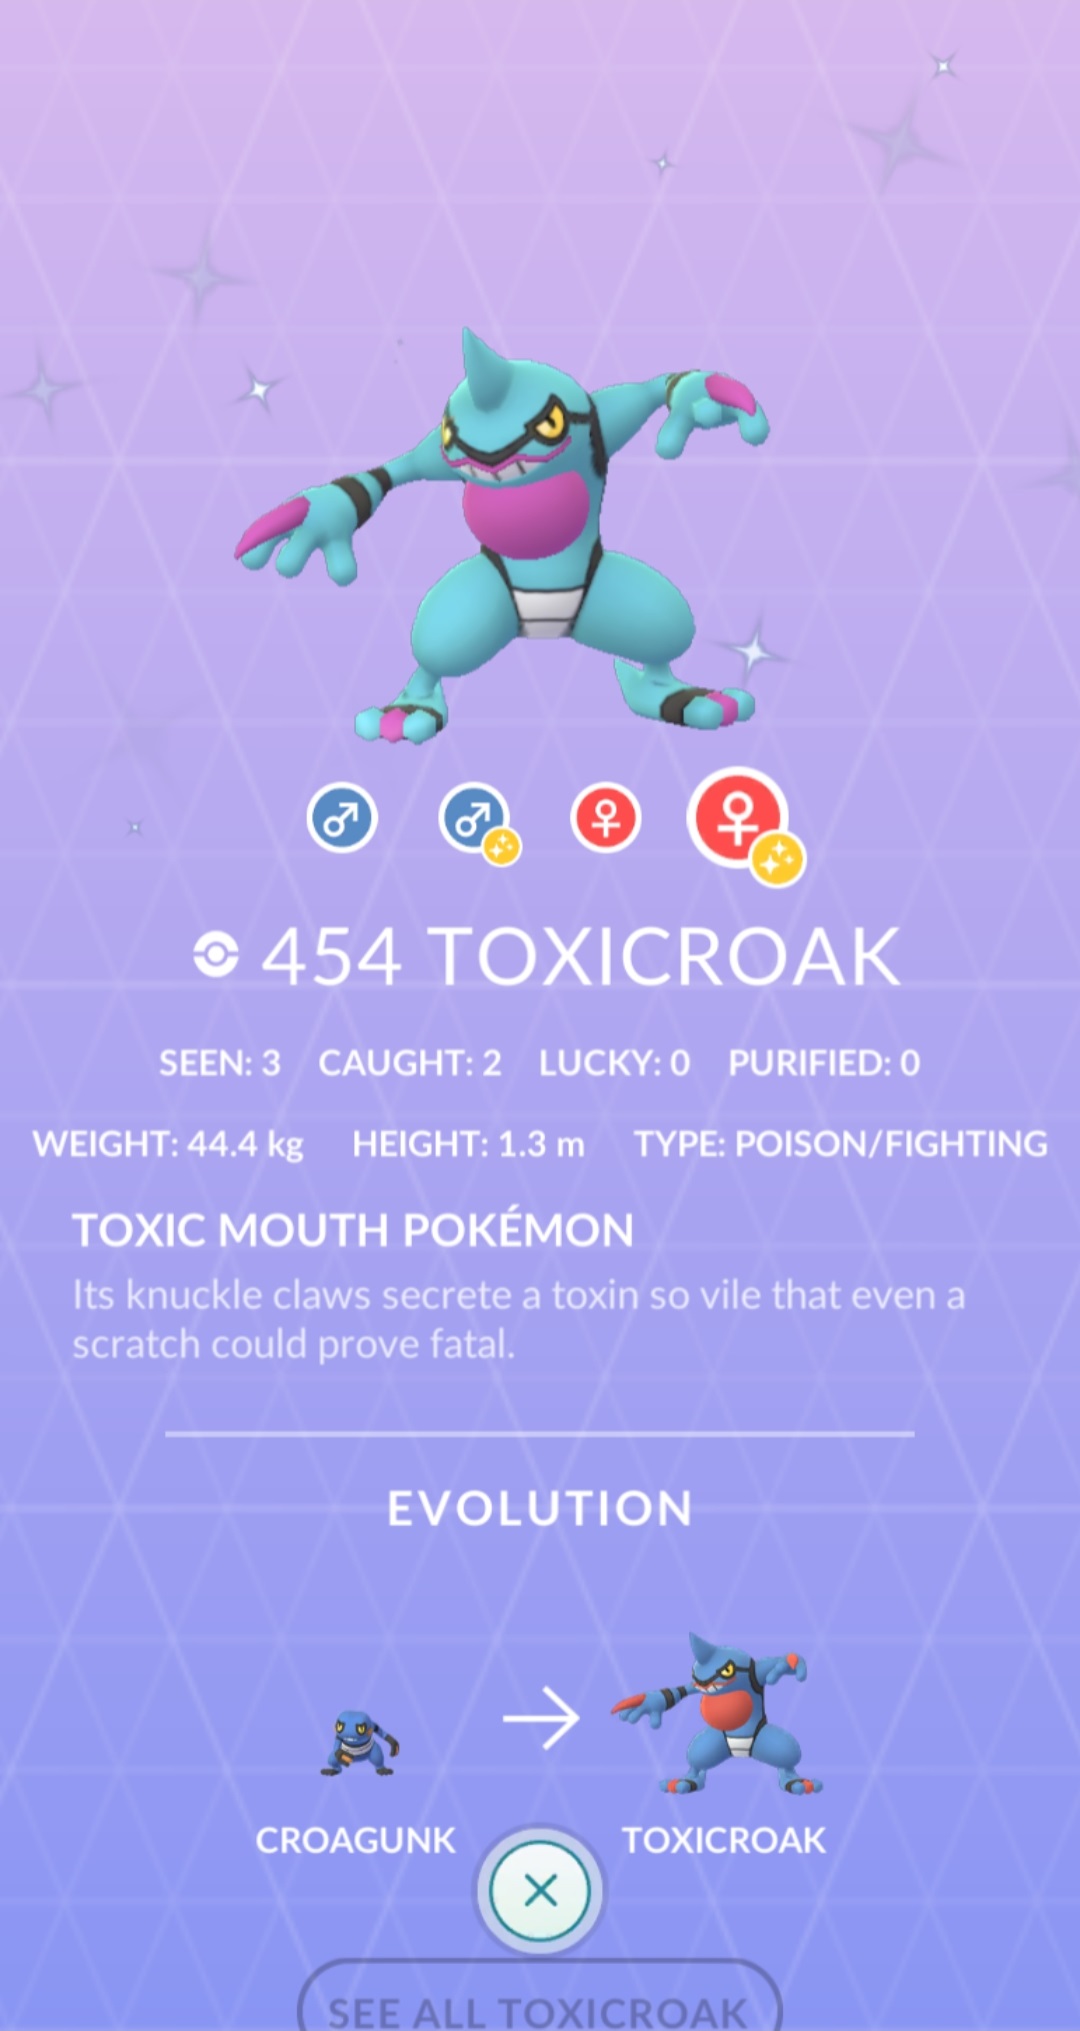 454 TOXICROAK
SEEN: 3 CAUGHT: 2 LUCKY: 0 PURIFIED: 0
WEIGHT: 44.4 kg HEIGHT: 1.3 m TYPE: POISON/FIGHTING
TOXIC MOUTH POKÉMON
Its knuckle claws secrete a toxin so vile that even a
scratch could prove fatal.
EVOLUTION
CROAGUNK TOXICROAK
SEE ALL TOXICROAK